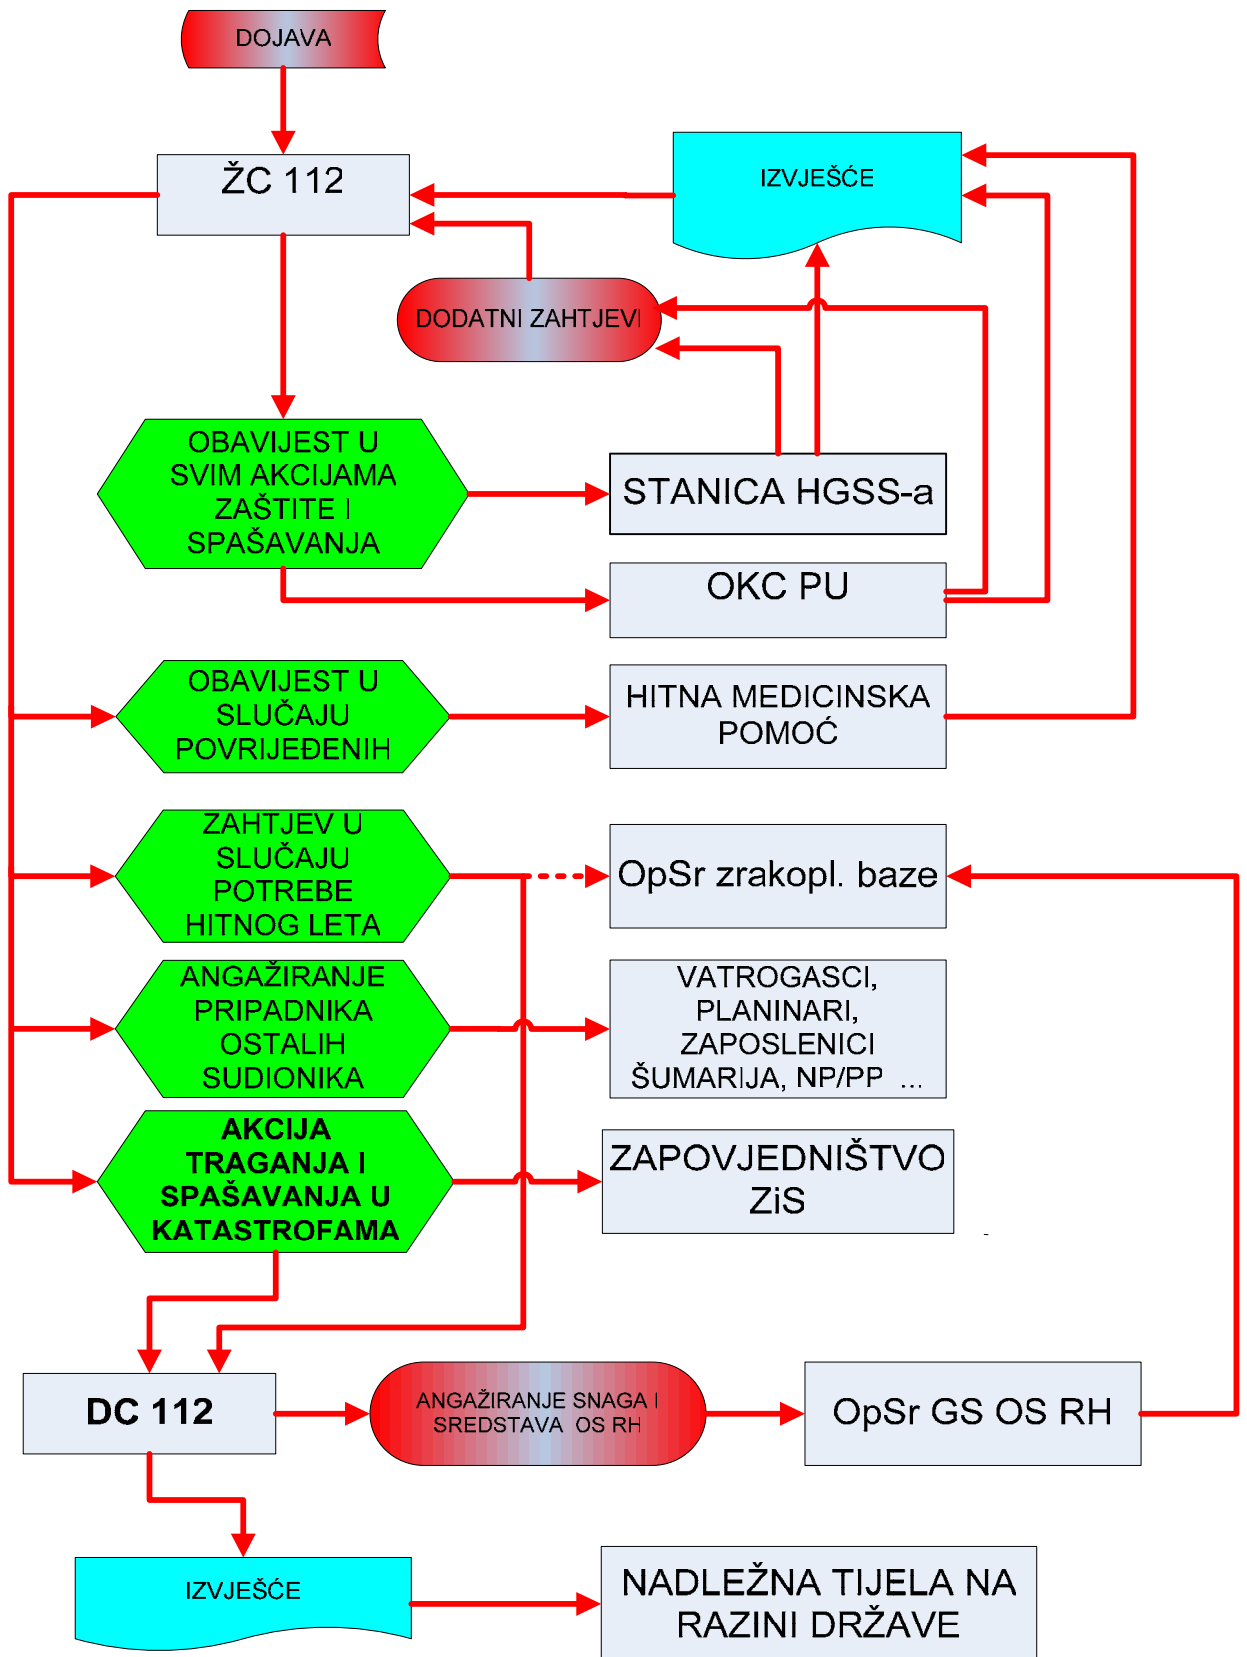 DOJAVA
ŽC 112
IZVJEŠĆE
DODATNI ZAHTJEVI
OBAVIJEST U
SVIM AKCIJAMA
ZAŠTITE I
SPAŠAVANJA
STANICA HGSS-a
OKC PU
OBAVIJEST U
SLUČAJU
POVRIJEĐENIH
HITNA MEDICINSKA
POMOĆ
ZAHTJEV U
SLUČAJU
POTREBE
HITNOG LETA
OpSr zrakopl. baze
ANGAŽIRANJE
PRIPADNIKA
OSTALIH
SUDIONIKA
VATROGASCI,
PLANINARI,
ZAPOSLENICI
ŠUMARIJA, NP/PP ...
AKCIJA
TRAGANJA I
SPAŠAVANJA U
KATASTROFAMA
ZAPOVJEDNIŠTVO
ZiS
-
DC 112
ANGAŽIRANJE SNAGA I
SREDSTAVA OS RH
OpSr GS OS RH
IZVJEŠĆE
NADLEŽNA TIJELA NA
RAZINI DRŽAVE